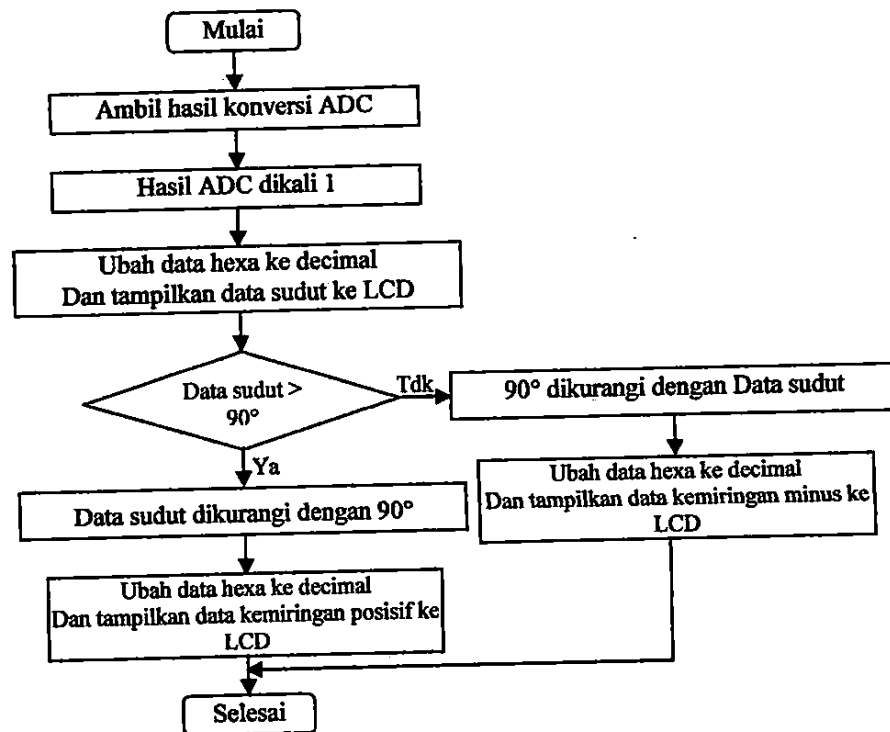 Mulai
Ambil hasil konversi ADC
Hasil ADC dikali 1
Ubah data hexa ke decimal
Dan tampilkan data sudut ke LCD
Data sudut >
90°
Tdk
90° dikurangi dengan Data sudut
Ya
Ubah data hexa ke decimal
Dan tampilkan data kemiringan minus ke
LCD
Data sudut dikurangi dengan 90°
Ubah data hexa ke decimal
Dan tampilkan data kemiringan posisif ke
LCD
Selesai